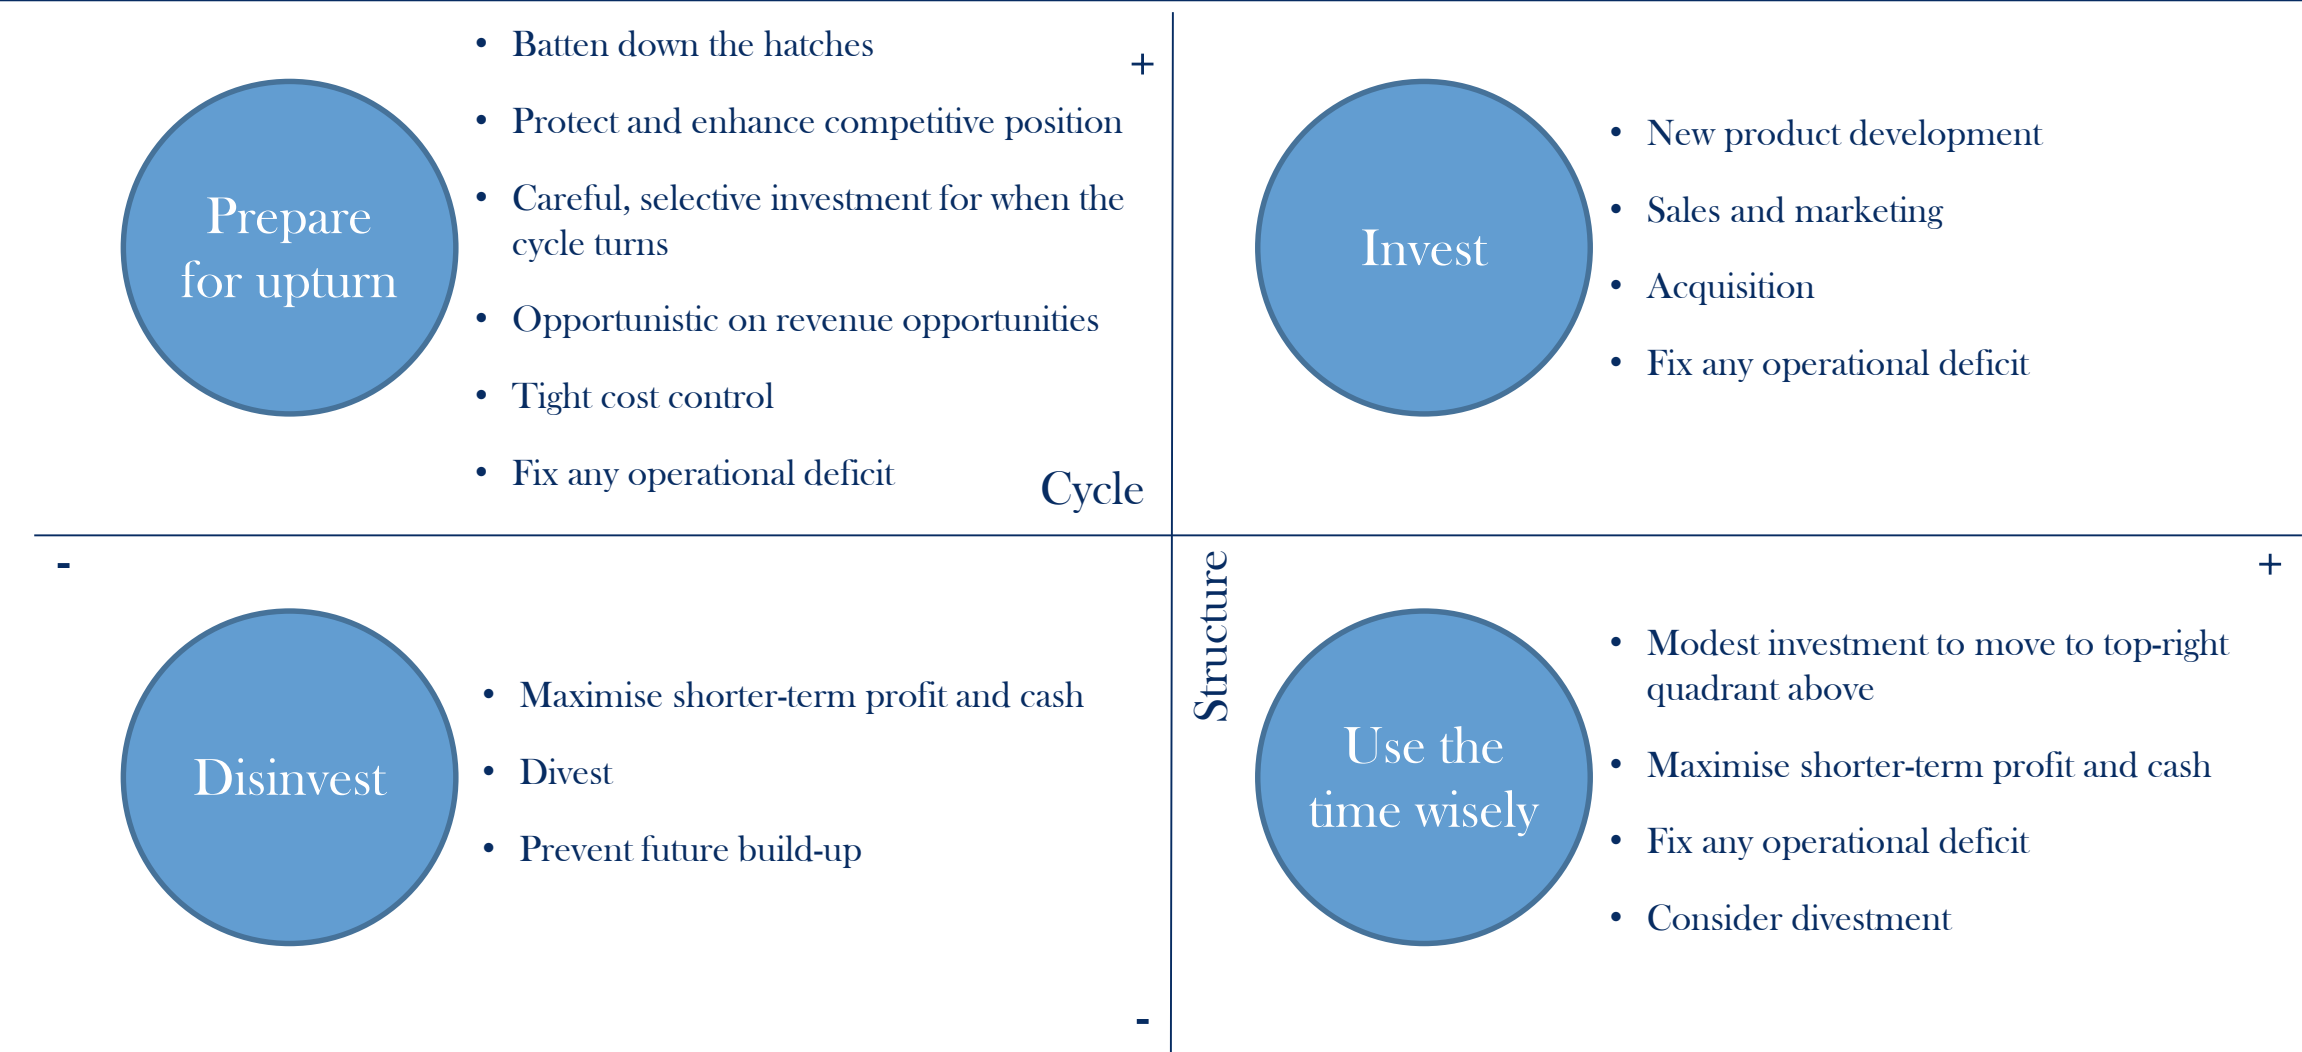 +
Prepare
for upturn
• Batten down the hatches
• Protect and enhance competitive position
• Careful, selective investment for when the
cycle turns
• Opportunistic on revenue opportunities
• Tight cost control
• Fix any operational deficit
Invest
• New product development
• Sales and marketing
• Acquisition
• Fix any operational deficit
Cycle
-
+
Structure
Disinvest
• Maximise shorter-term profit and cash
• Divest
• Prevent future build-up
Use the
time wisely
• Modest investment to move to top-right
quadrant above
• Maximise shorter-term profit and cash
• Fix any operational deficit
• Consider divestment
-